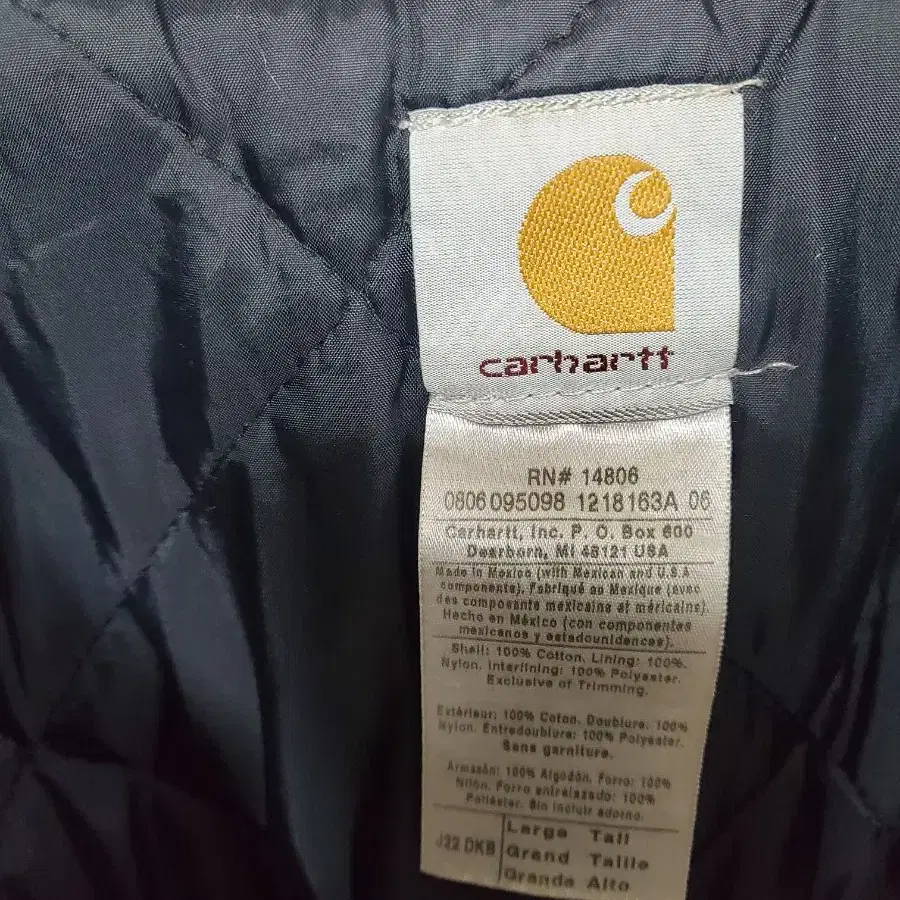 carhartt
RN# 14806
0806095098 1218163A 06
Carhartt, Inc. P. O. Box 600
Dearborn, MI 48121 USA
Made in Mexico (with Mexican and U.S.A
components). Fabriqué au Mexique (avec
des composants mexicains et méricains).
Hecho en México (con componentes
mexicanos y estadounidences).
Shell: 100% Cotton. Lining: 100%.
Nylon. Interlining: 100% Polyester.
Exclusive of Trimming.
Extérieur: 100% Coton. Doublure: 100%
Nylon. Entredoublure: 100% Polyester.
Sans garniture.
Armasón: 100% Algodón. Forro: 100%
Nilón. Forro entrelazado: 100%
Poliéster. Sin incluir adorno.
J22 DKB
Large Tall
Grand Taille
Grande Alto